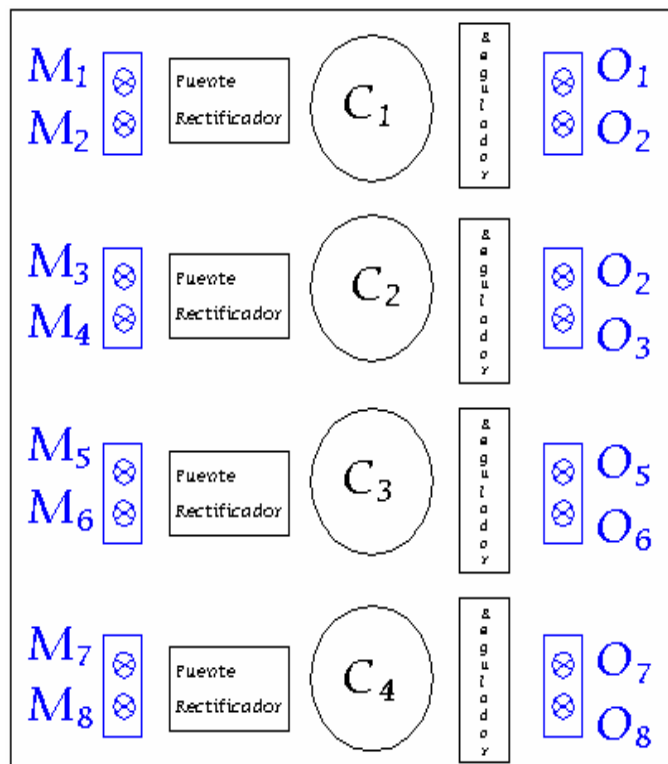 M1 Puente C1 Regulador O1
M2 Rectificador O2
M3 Puente C2 Regulador O2
M4 Rectificador O3
M5 Puente C3 Regulador O5
M6 Rectificador O6
M7 Puente C4 Regulador O7
M8 Rectificador O8